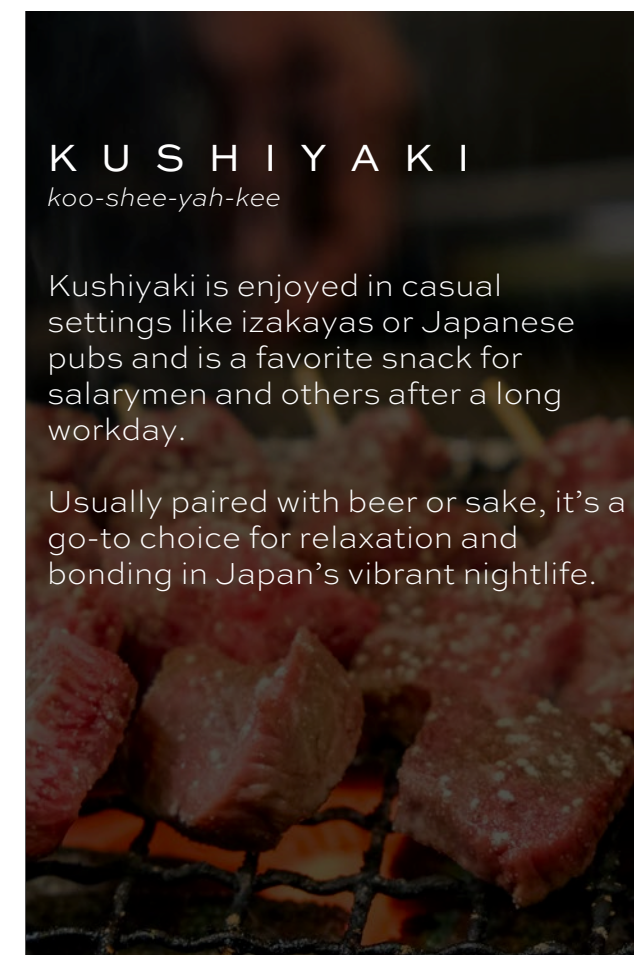 KUSHIYAKI
koo-shee-yah-kee
Kushiyaki is enjoyed in casual
settings like izakayas or Japanese
pubs and is a favorite snack for
salarymen and others after a long
workday.
Usually paired with beer or sake, it’s a
go-to choice for relaxation and
bonding in Japan’s vibrant nightlife.